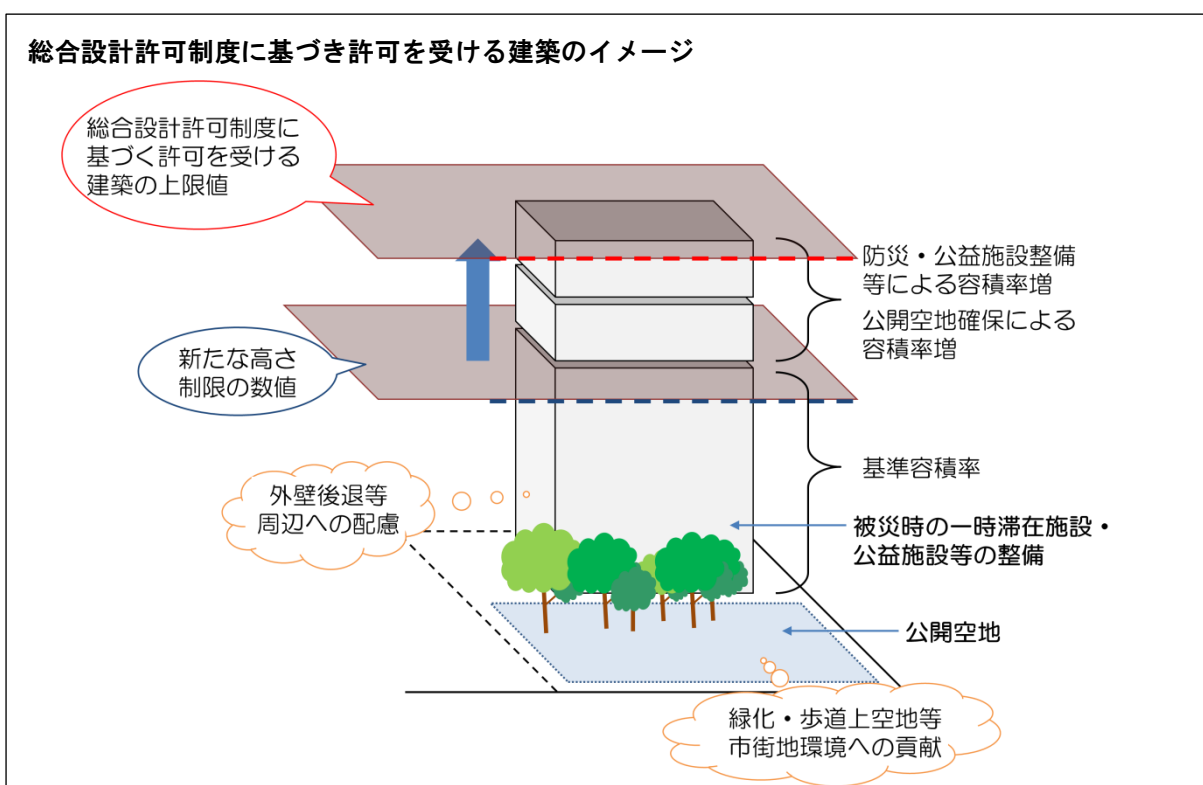 総合設計許可制度に基づき許可を受ける建築のイメージ
総合設計許可制度に
基づく許可を受ける
建築の上限値
防災・公益施設整備
等による容積率増
公開空地確保による
容積率増
新たな高さ
制限の数値
基準容積率
外壁後退等
周辺への配慮
被災時の一時滞在施設・
公益施設等の整備
公開空地
緑化・歩道上空地等
市街地環境への貢献